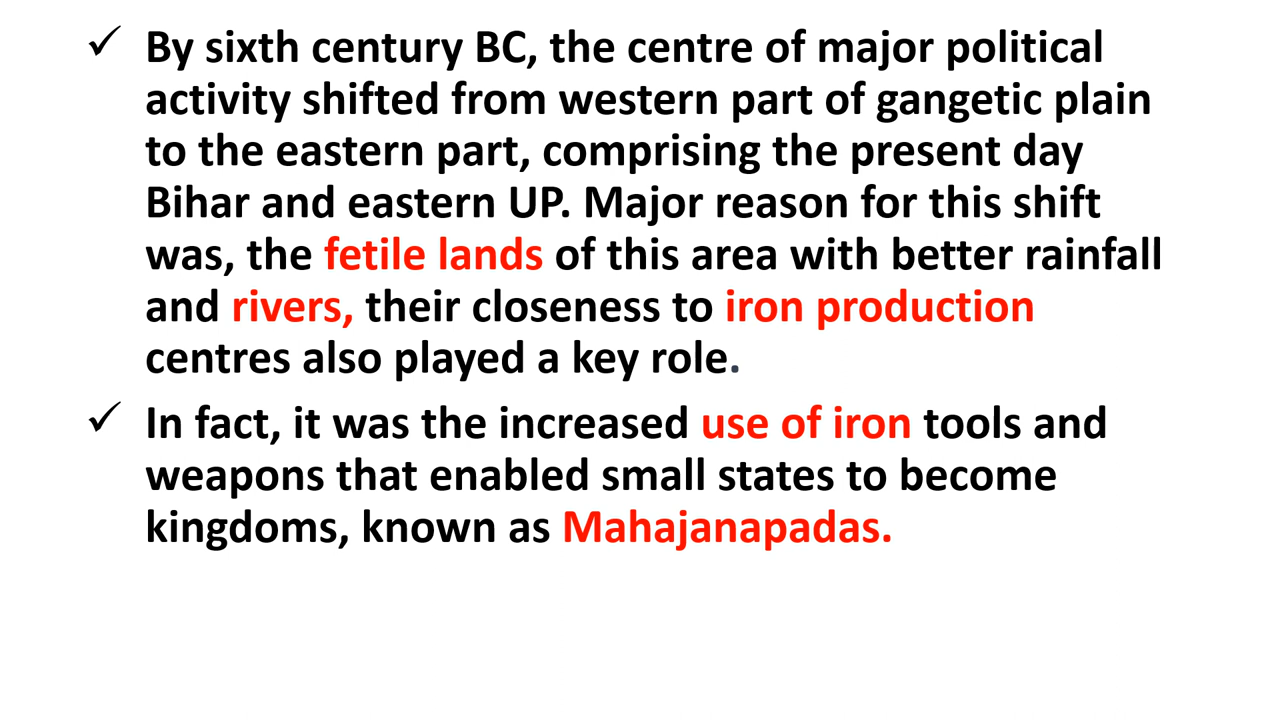 ✓ By sixth century BC, the centre of major political
activity shifted from western part of gangetic plain
to the eastern part, comprising the present day
Bihar and eastern UP. Major reason for this shift
was, the fetile lands of this area with better rainfall
and rivers, their closeness to iron production
centres also played a key role.
✓ In fact, it was the increased use of iron tools and
weapons that enabled small states to become
kingdoms, known as Mahajanapadas.